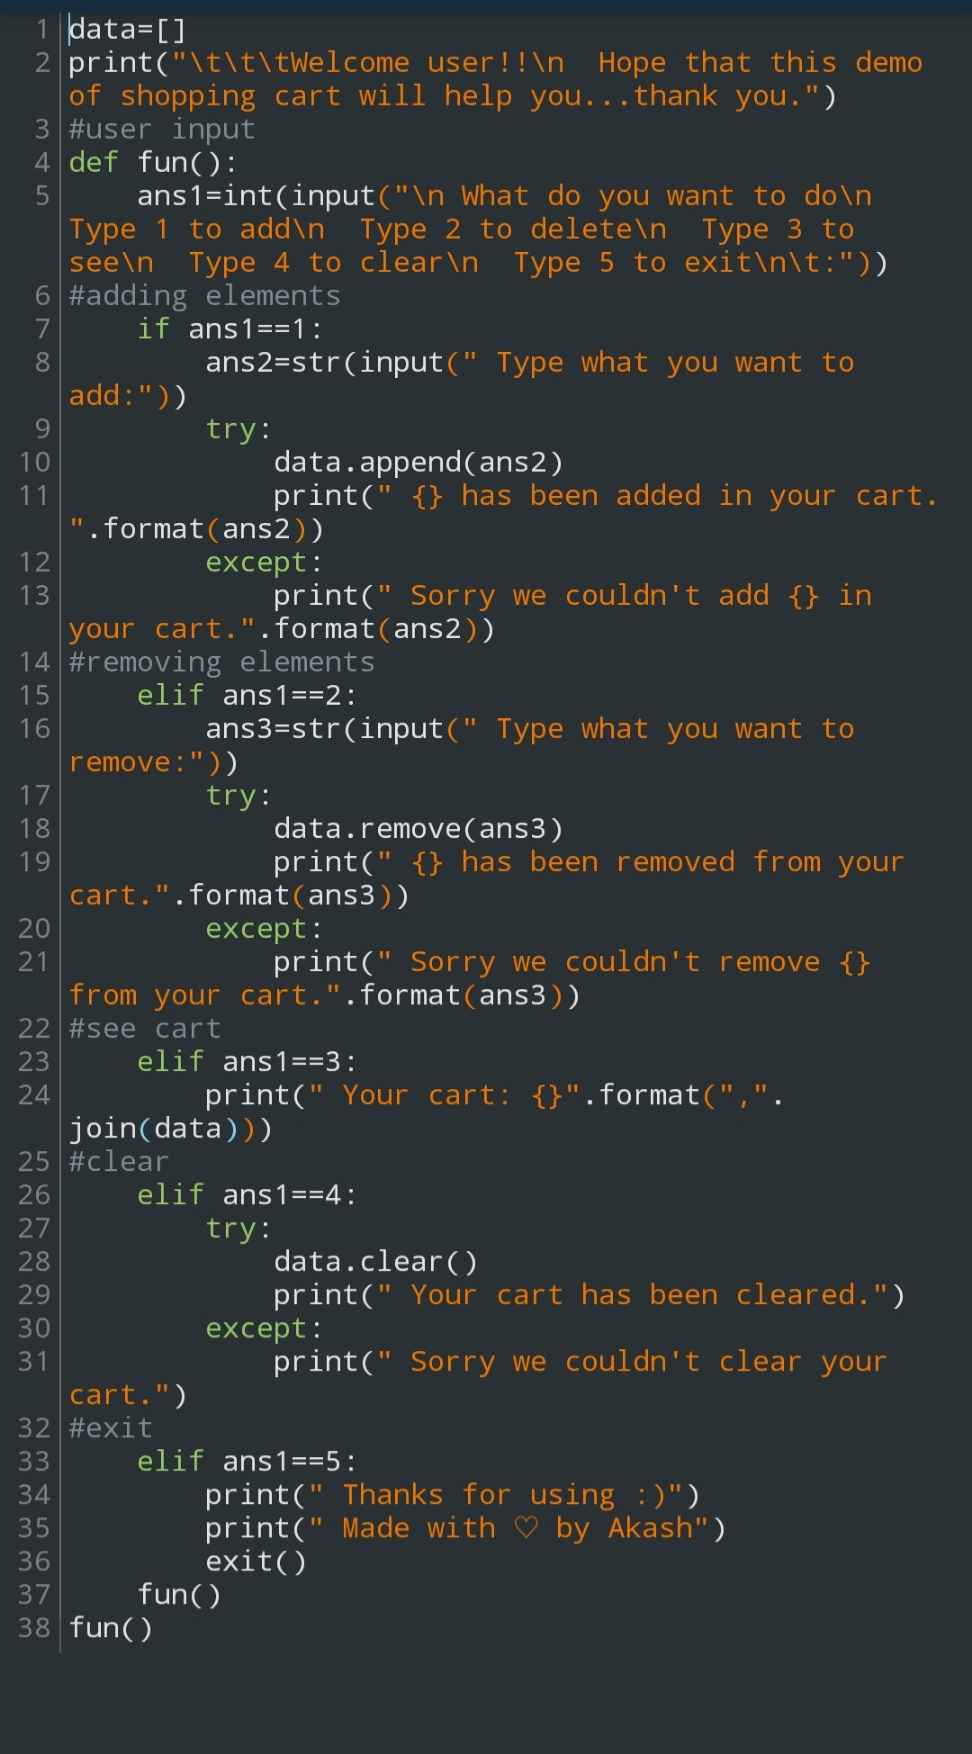 1 data=[]
2 print("\t\t\tWelcome user!!\n  Hope that this demo
of shopping cart will help you...thank you.")
3 #user input
4 def fun():
5     ans1=int(input("\n What do you want to do\n
Type 1 to add\n  Type 2 to delete\n  Type 3 to
see\n  Type 4 to clear\n  Type 5 to exit\n\t:"))
6 #adding elements
7     if ans1==1:
8         ans2=str(input(" Type what you want to
add:"))
9         try:
10             data.append(ans2)
11             print(" {} has been added in your cart.
".format(ans2))
12         except:
13             print(" Sorry we couldn't add {} in
your cart.".format(ans2))
14 #removing elements
15     elif ans1==2:
16         ans3=str(input(" Type what you want to
remove:"))
17         try:
18             data.remove(ans3)
19             print(" {} has been removed from your
cart.".format(ans3))
20         except:
21             print(" Sorry we couldn't remove {}
from your cart.".format(ans3))
22 #see cart
23     elif ans1==3:
24         print(" Your cart: {}".format(",".
join(data)))
25 #clear
26     elif ans1==4:
27         try:
28             data.clear()
29             print(" Your cart has been cleared.")
30         except:
31             print(" Sorry we couldn't clear your
cart.")
32 #exit
33     elif ans1==5:
34         print(" Thanks for using :)")
35         print(" Made with ♡ by Akash")
36         exit()
37     fun()
38 fun()